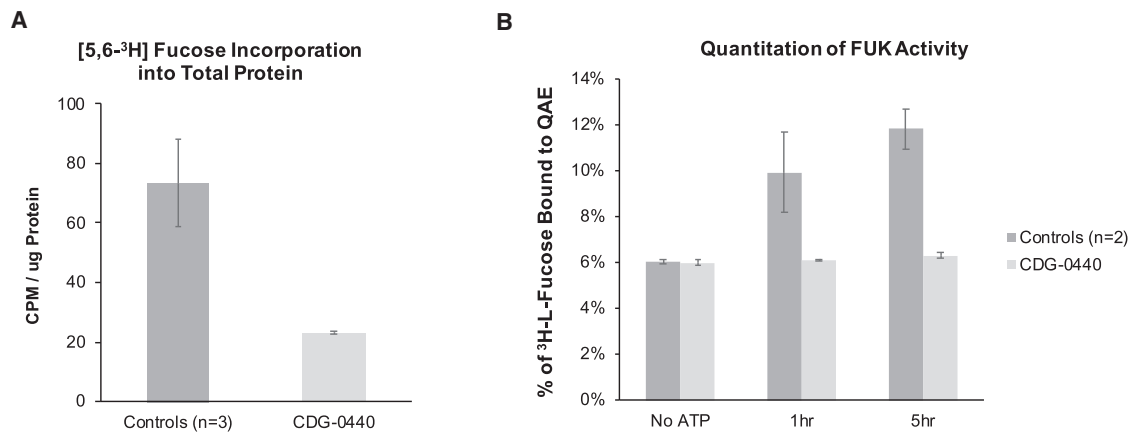 A
[5,6-³H] Fucose Incorporation
into Total Protein
CPM / ug Protein
100
80
60
40
20
0
Controls (n=3)
CDG-0440
B
Quantitation of FUK Activity
% of ³H-L-Fucose Bound to QAE
14%
12%
10%
8%
6%
4%
2%
0%
No ATP
1hr
5hr
Controls (n=2)
CDG-0440